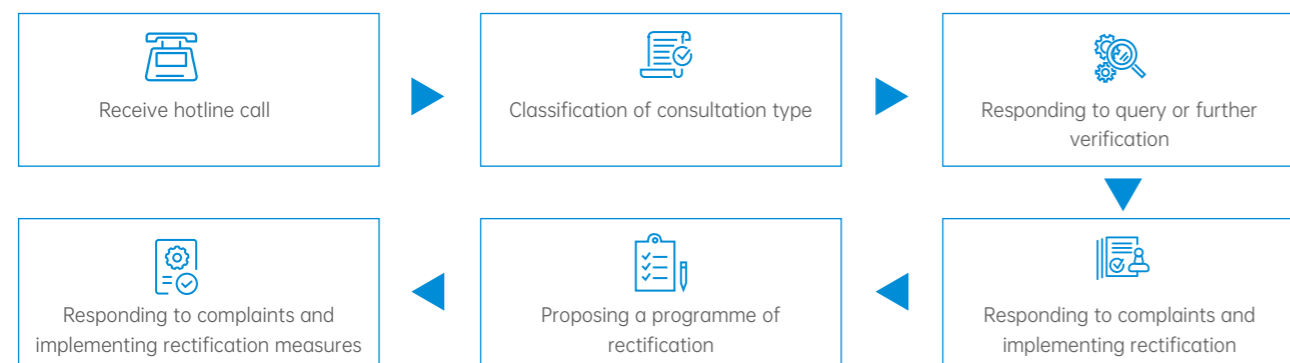 Receive hotline call
Classification of consultation type
Responding to query or further
verification
Responding to complaints and
implementing rectification
Proposing a programme of
rectification
Responding to complaints and
implementing rectification measures